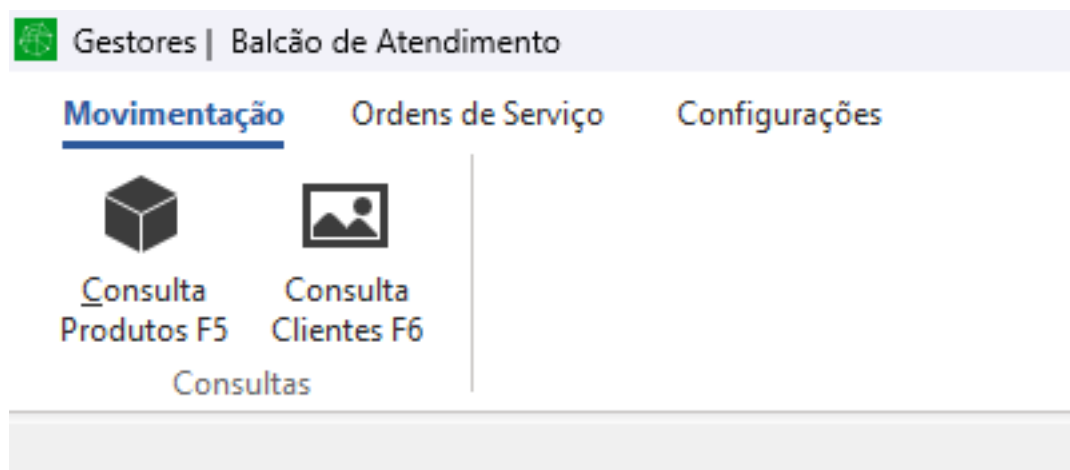 Gestores | Balcão de Atendimento
Movimentação Ordens de Serviço Configurações
Consulta Produtos F5
Consulta Clientes F6
Consultas